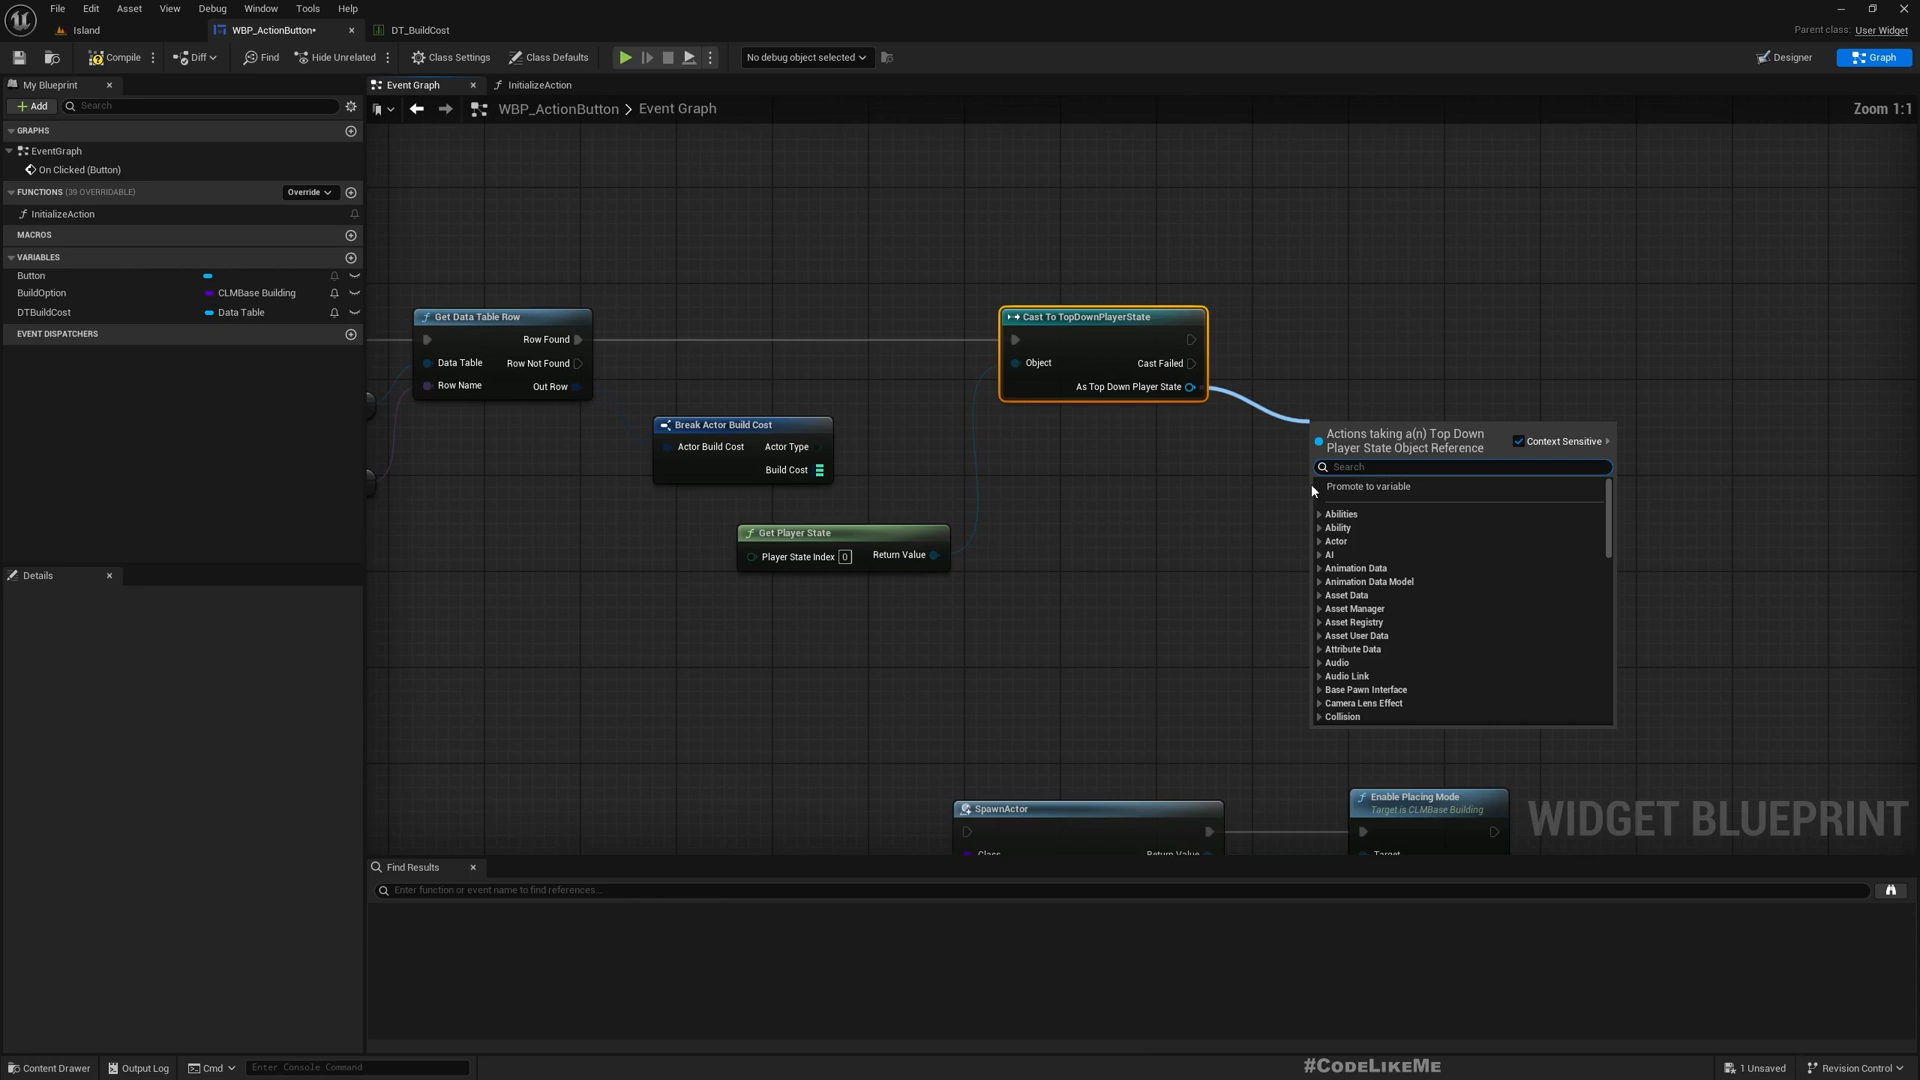 File Edit Asset View Debug Window Tools Help
Island WBP_ActionButton* DT_BuildCost
Parent class: User Widget
Compile Diff Find Hide Unrelated Class Settings Class Defaults No debug object selected Designer Graph
My Blueprint Event Graph InitializeAction
Add Search WBP_ActionButton > Event Graph Zoom 1:1
GRAPHS
EventGraph
On Clicked (Button)
FUNCTIONS (39 OVERRIDABLE) Override
InitializeAction
MACROS
VARIABLES
Button
BuildOption CLMBase Building
DTBuildCost Data Table
EVENT DISPATCHERS
Get Data Table Row
Row Found
Data Table Row Not Found
Row Name Out Row
Break Actor Build Cost
Actor Build Cost Actor Type
Build Cost
Get Player State
Player State Index 0 Return Value
Cast To TopDownPlayerState
Object Cast Failed
As Top Down Player State
Actions taking a(n) Top Down
Player State Object Reference
Context Sensitive
Search
Promote to variable
Abilities
Ability
Actor
AI
Animation Data
Animation Data Model
Asset Data
Asset Manager
Asset Registry
Asset User Data
Attribute Data
Audio
Audio Link
Base Pawn Interface
Camera Lens Effect
Collision
Details
SpawnActor
Class Return Value
Enable Placing Mode
Target is CLMBase Building
Target
WIDGET BLUEPRINT
Find Results
Enter function or event name to find references...
Content Drawer Output Log Cmd Enter Console Command
#CODELIKEME
1 Unsaved Revision Control